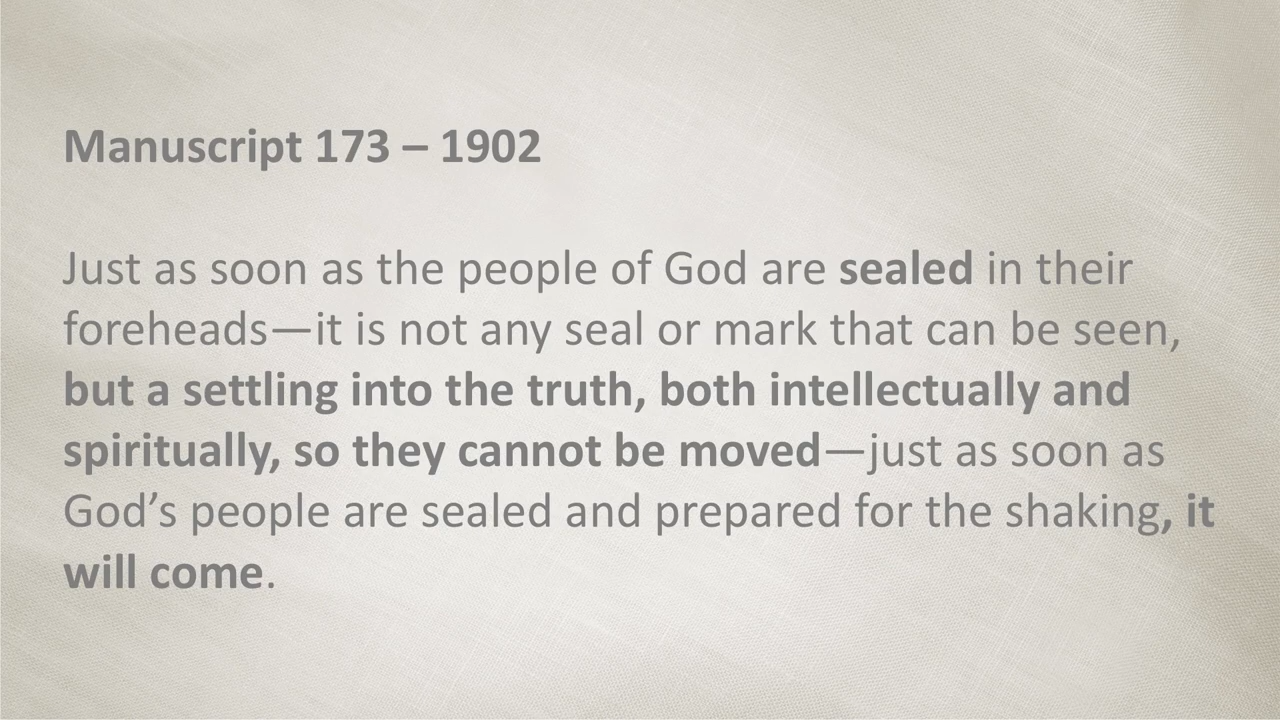 Manuscript 173 – 1902
Just as soon as the people of God are sealed in their
foreheads—it is not any seal or mark that can be seen,
but a settling into the truth, both intellectually and
spiritually, so they cannot be moved—just as soon as
God’s people are sealed and prepared for the shaking, it
will come.